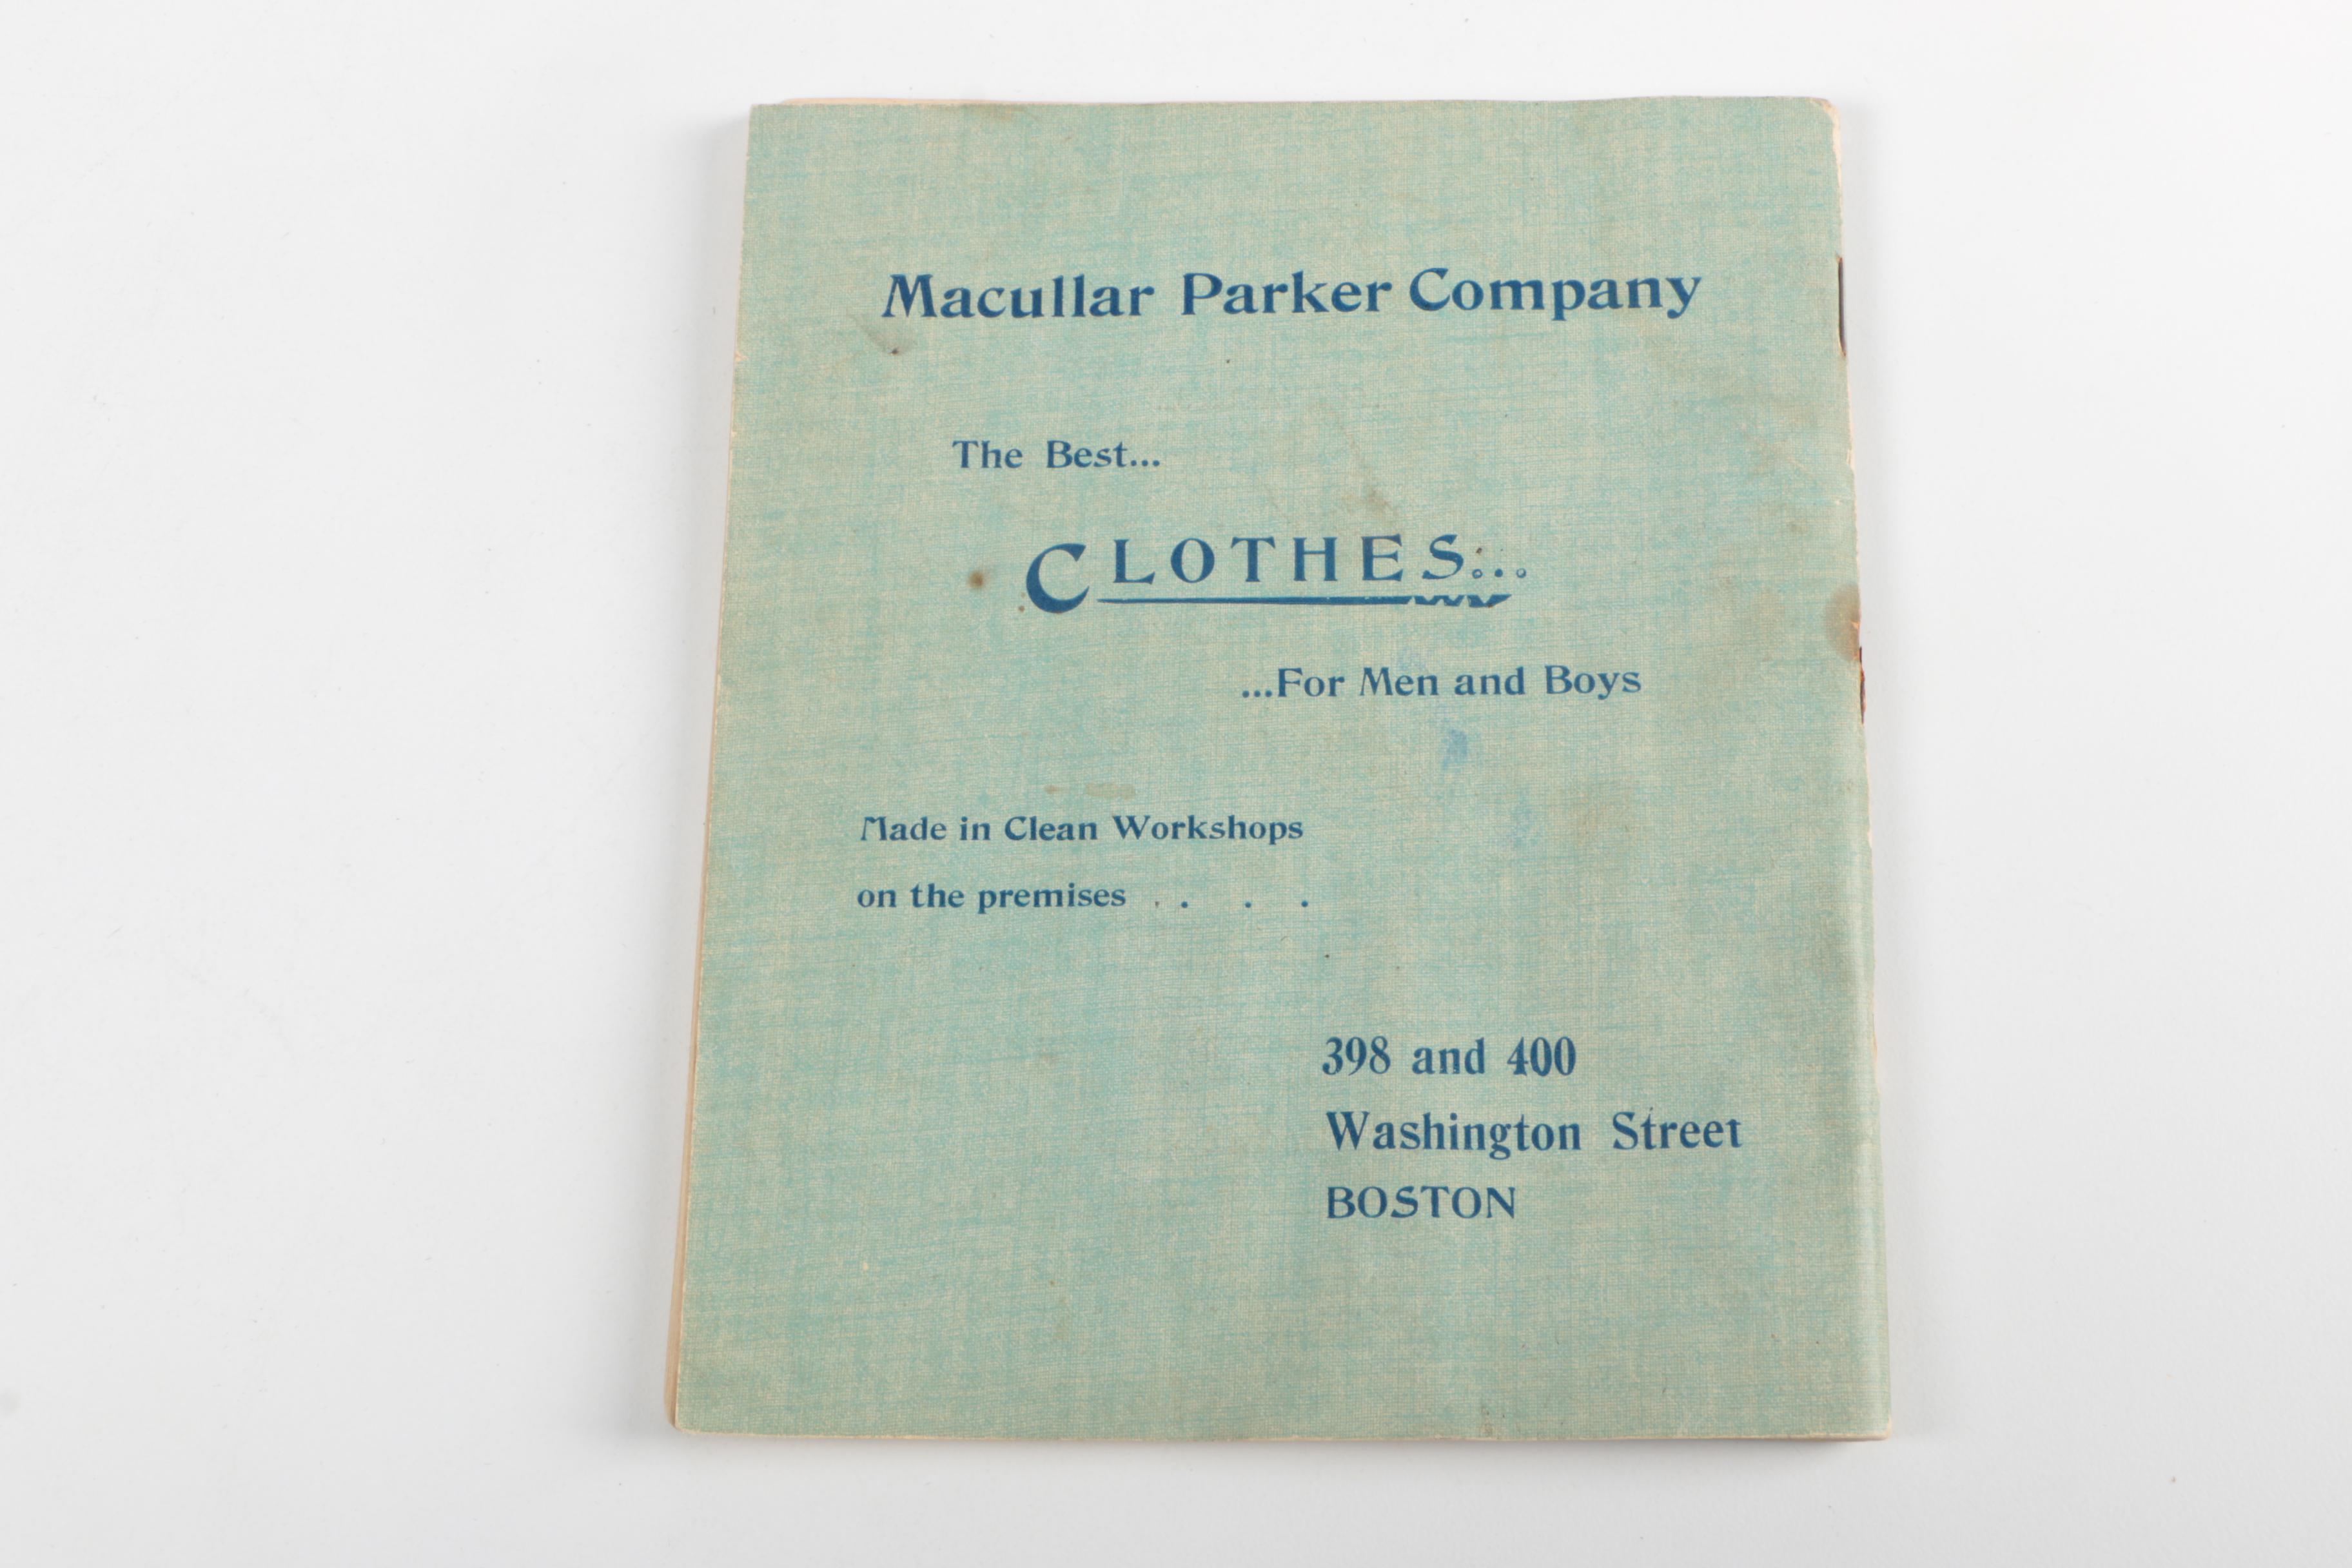 Macullar Parker Company
The Best...
CLOTHES...
...For Men and Boys
Made in Clean Workshops
on the premises . . . .
398 and 400
Washington Street
BOSTON